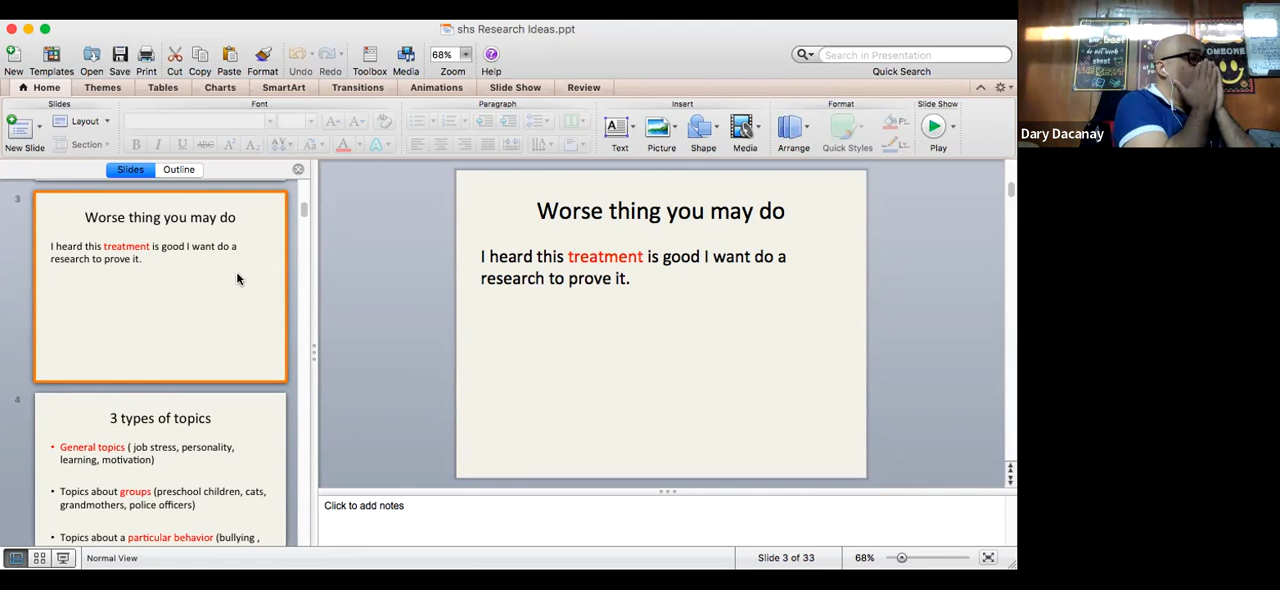 shs Research Ideas.ppt
New Templates Open Save Print Cut Copy Paste Format Undo Redo Toolbox Media 68% Zoom Help
Search in Presentation
Quick Search
Home Themes Tables Charts SmartArt Transitions Animations Slide Show Review
Slides Font Paragraph Insert Format Slide Show
New Slide Layout Section
B I U ABC A² A₂ Text Picture Shape Media Arrange Quick Styles Play
Slides Outline
3
Worse thing you may do
I heard this treatment is good I want do a
research to prove it.
4
3 types of topics
• General topics ( job stress, personality,
learning, motivation)
• Topics about groups (preschool children, cats,
grandmothers, police officers)
• Topics about a particular behavior (bullying ,
Worse thing you may do
I heard this treatment is good I want do a
research to prove it.
Click to add notes
Normal View
Slide 3 of 33
68%
Dary Dacanay
OMEONE